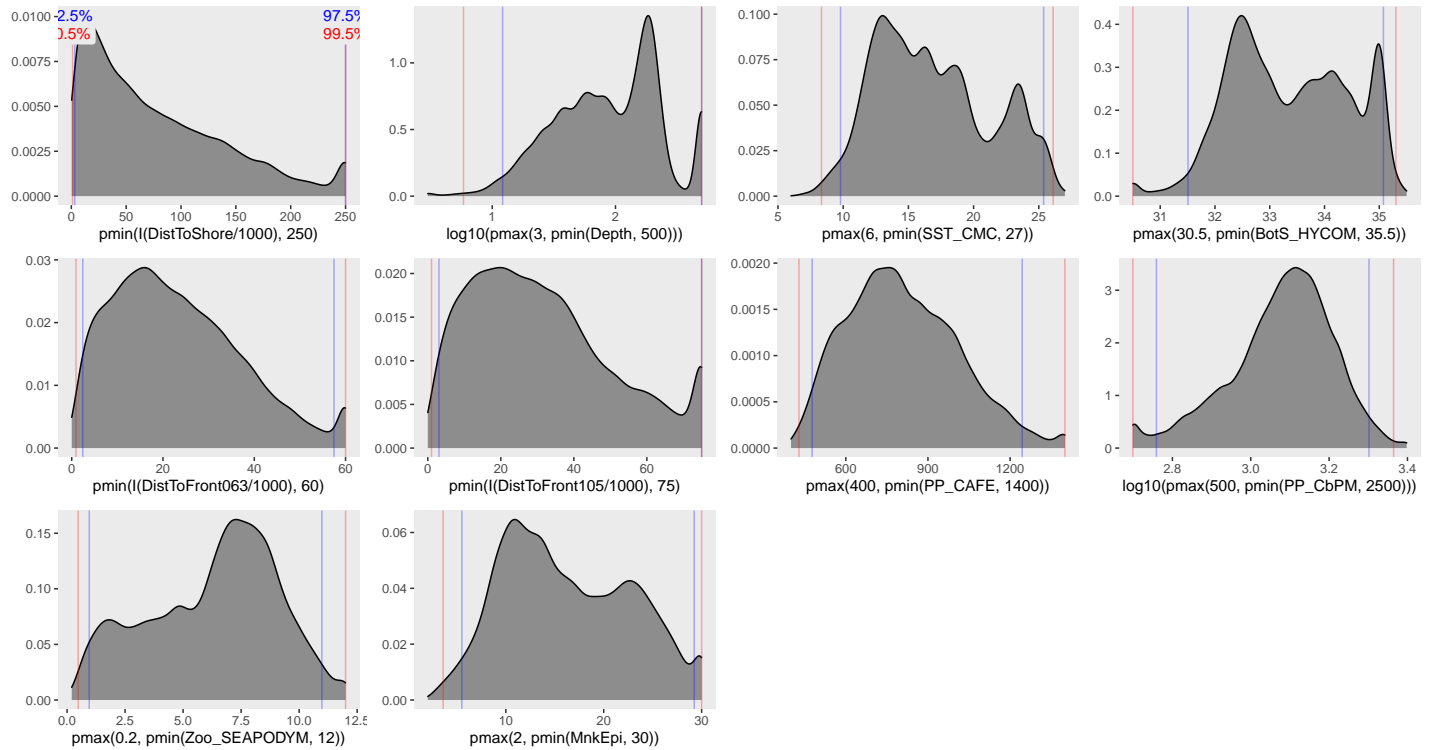 2.5% 97.5%
0.5% 99.5%
0.0100
0.0075
0.0050
0.0025
0.0000
0 50 100 150 200 250
pmin(I(DistToShore/1000), 250)
1.0
0.5
0.0
1 2
log10(pmax(3, pmin(Depth, 500)))
0.100
0.075
0.050
0.025
0.000
5 10 15 20 25
pmax(6, pmin(SST_CMC, 27))
0.4
0.3
0.2
0.1
0.0
31 32 33 34 35
pmax(30.5, pmin(BotS_HYCOM, 35.5))
0.03
0.02
0.01
0.00
0 20 40 60
pmin(I(DistToFront063/1000), 60)
0.020
0.015
0.010
0.005
0.000
0 20 40 60
pmin(I(DistToFront105/1000), 75)
0.0020
0.0015
0.0010
0.0005
0.0000
600 900 1200
pmax(400, pmin(PP_CAFE, 1400))
3
2
1
0
2.8 3.0 3.2 3.4
log10(pmax(500, pmin(PP_CbPM, 2500)))
0.15
0.10
0.05
0.00
0.0 2.5 5.0 7.5 10.0 12.5
pmax(0.2, pmin(Zoo_SEAPODYM, 12))
0.06
0.04
0.02
0.00
10 20 30
pmax(2, pmin(MnkEpi, 30))